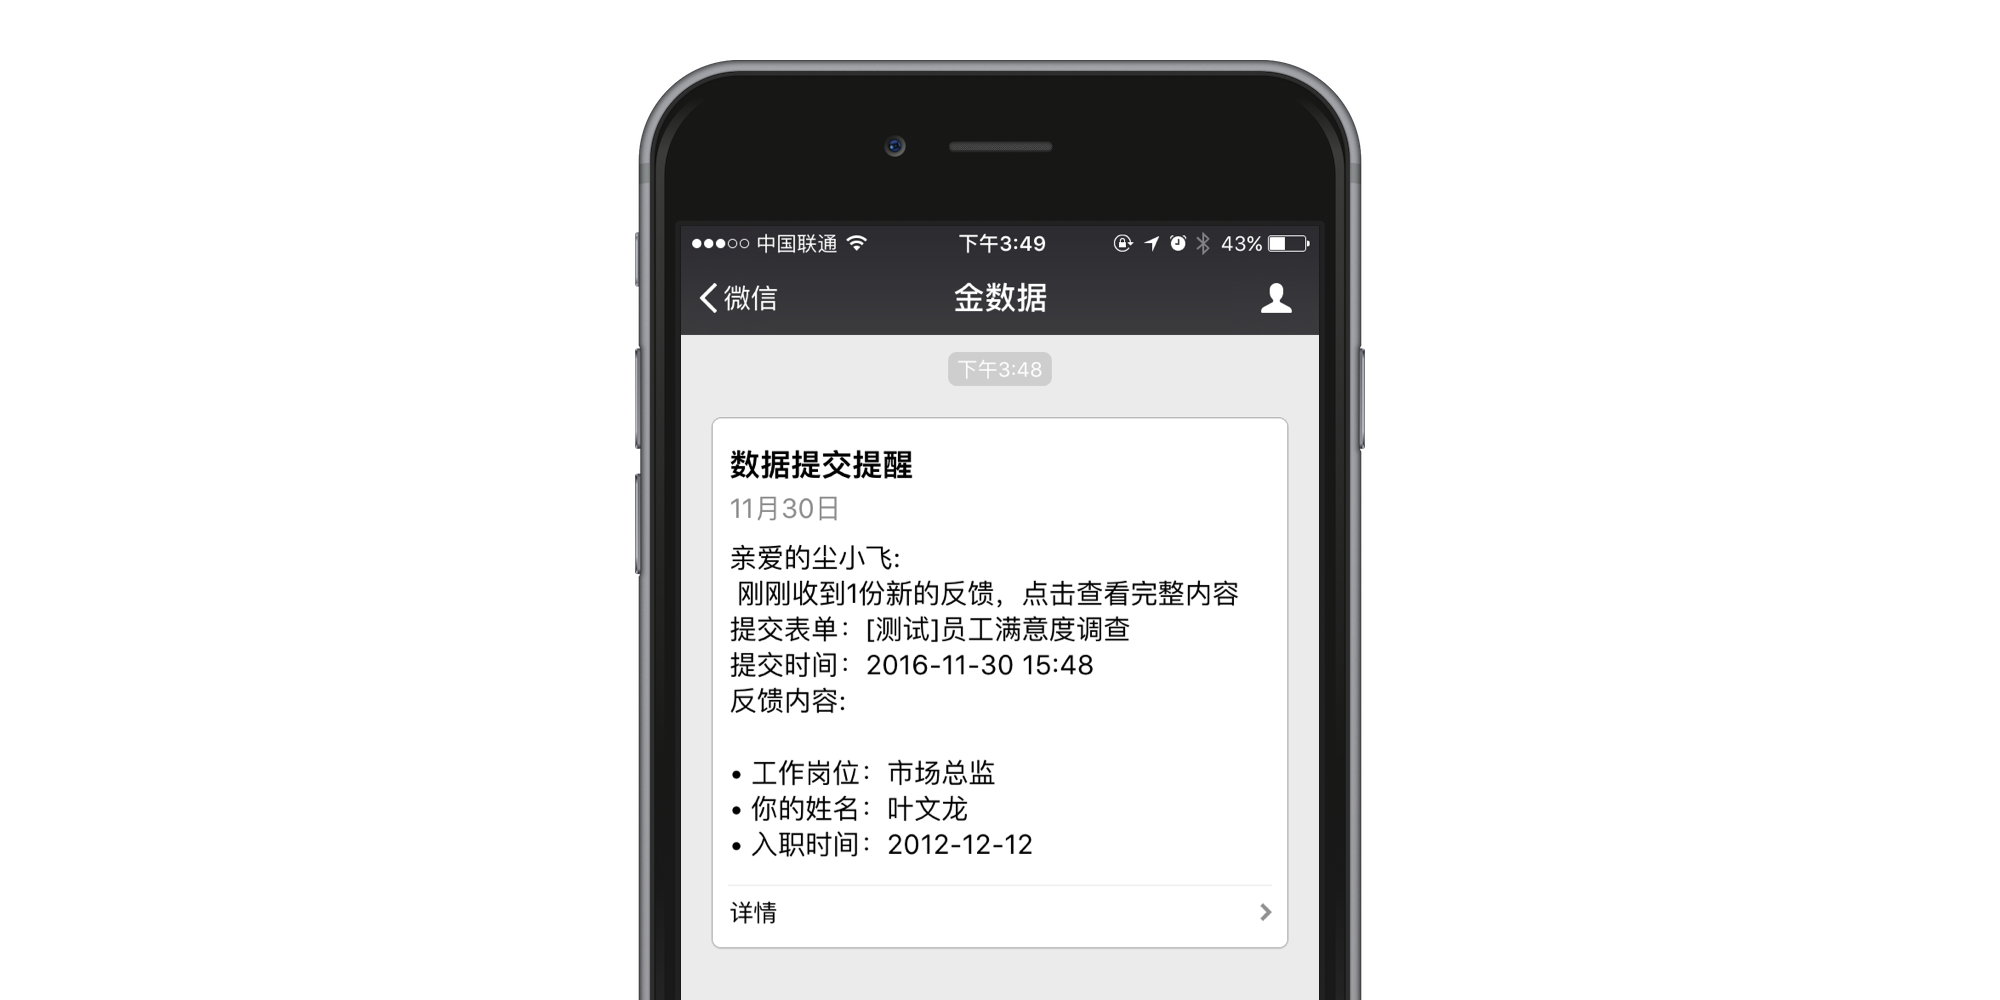 中国联通 下午3:49 43%
微信 金数据
下午3:48
数据提交提醒
11月30日
亲爱的尘小飞:
刚刚收到1份新的反馈，点击查看完整内容
提交表单：[测试]员工满意度调查
提交时间：2016-11-30 15:48
反馈内容:
• 工作岗位：市场总监
• 你的姓名：叶文龙
• 入职时间：2012-12-12
详情